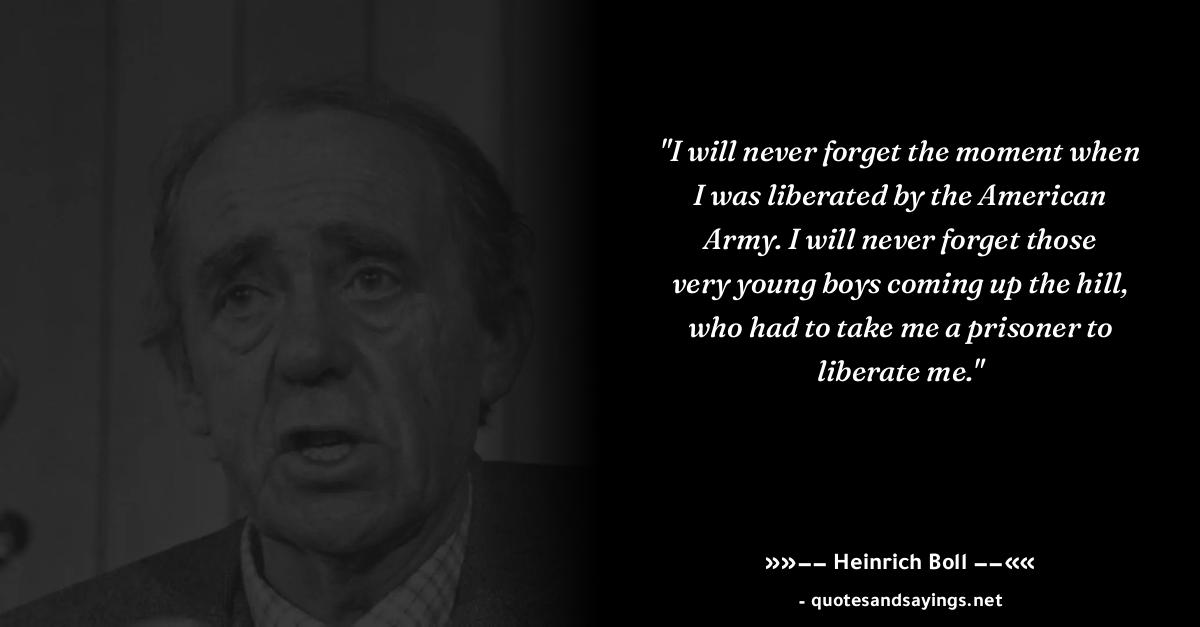 "I will never forget the moment when
I was liberated by the American
Army. I will never forget those
very young boys coming up the hill,
who had to take me a prisoner to
liberate me."
»»−− Heinrich Boll −−««
- quotesandsayings.net